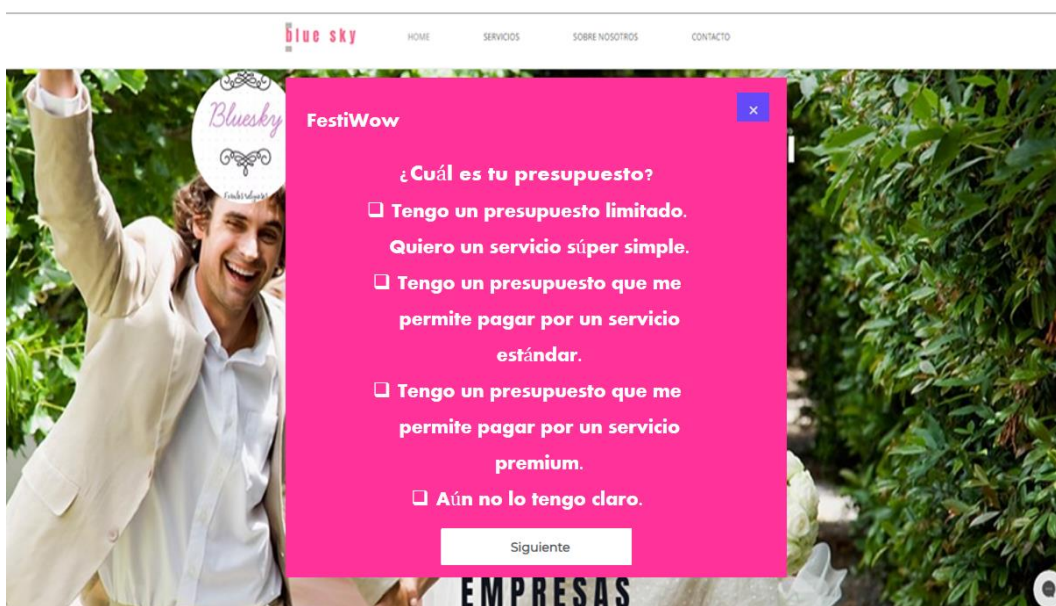 blue sky
HOME SERVICIOS SOBRE NOSOTROS CONTACTO
Bluesky
FestiWow
×
¿Cuál es tu presupuesto?
❑ Tengo un presupuesto limitado.
Quiero un servicio súper simple.
❑ Tengo un presupuesto que me
permite pagar por un servicio
estándar.
❑ Tengo un presupuesto que me
permite pagar por un servicio
premium.
❑ Aún no lo tengo claro.
Siguiente
EMPRESAS